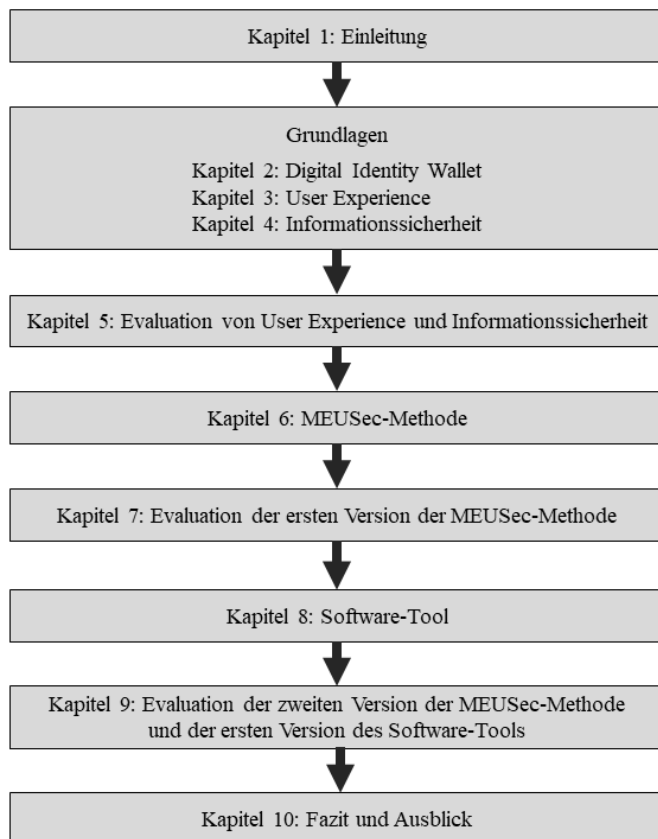 Kapitel 1: Einleitung
Grundlagen
Kapitel 2: Digital Identity Wallet
Kapitel 3: User Experience
Kapitel 4: Informationssicherheit
Kapitel 5: Evaluation von User Experience und Informationssicherheit
Kapitel 6: MEUSec-Methode
Kapitel 7: Evaluation der ersten Version der MEUSec-Methode
Kapitel 8: Software-Tool
Kapitel 9: Evaluation der zweiten Version der MEUSec-Methode
und der ersten Version des Software-Tools
Kapitel 10: Fazit und Ausblick